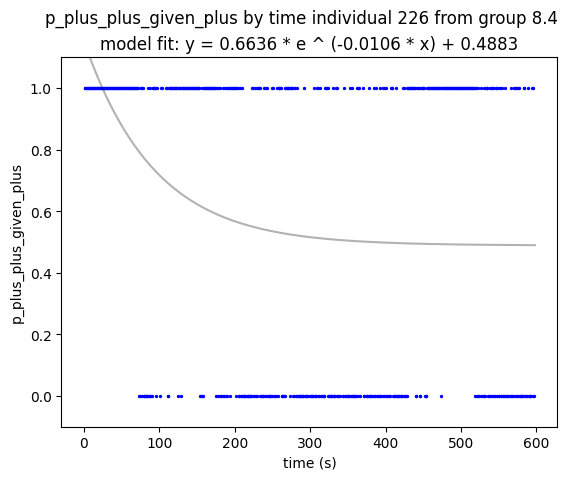 p_plus_plus_given_plus by time individual 226 from group 8.4
model fit: y = 0.6636 * e ^ (-0.0106 * x) + 0.4883
p_plus_plus_given_plus
1.0
0.8
0.6
0.4
0.2
0.0
0 100 200 300 400 500 600
time (s)